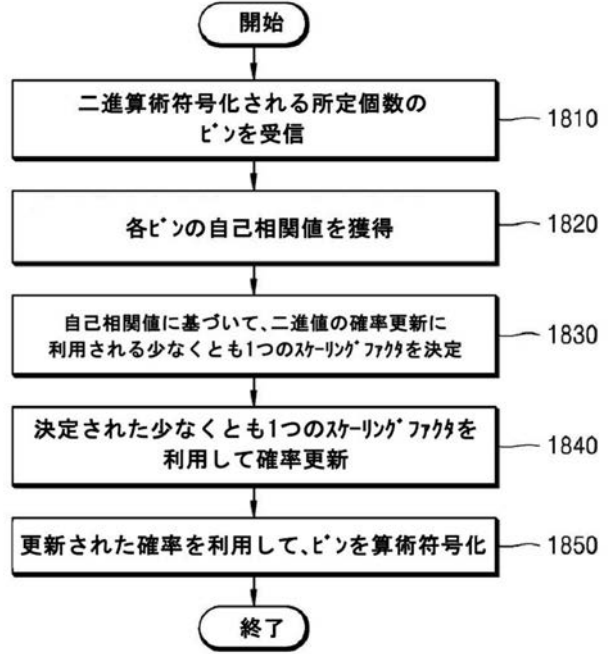 開始
二進算術符号化される所定個数の
ビンを受信
1810
各ビンの自己相関値を獲得
1820
自己相関値に基づいて、二進値の確率更新に
利用される少なくとも1つのスケーリングファクタを決定
1830
決定された少なくとも1つのスケーリングファクタを
利用して確率更新
1840
更新された確率を利用して、ビンを算術符号化
1850
終了